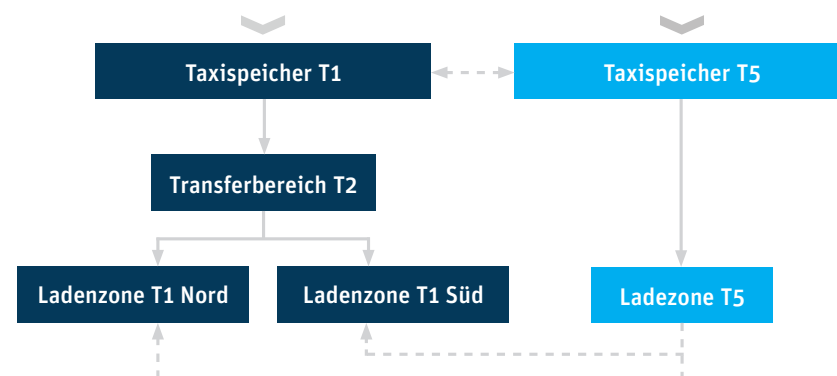 Taxispeicher T1
Taxispeicher T5
Transferbereich T2
Ladenzone T1 Nord
Ladenzone T1 Süd
Ladezone T5